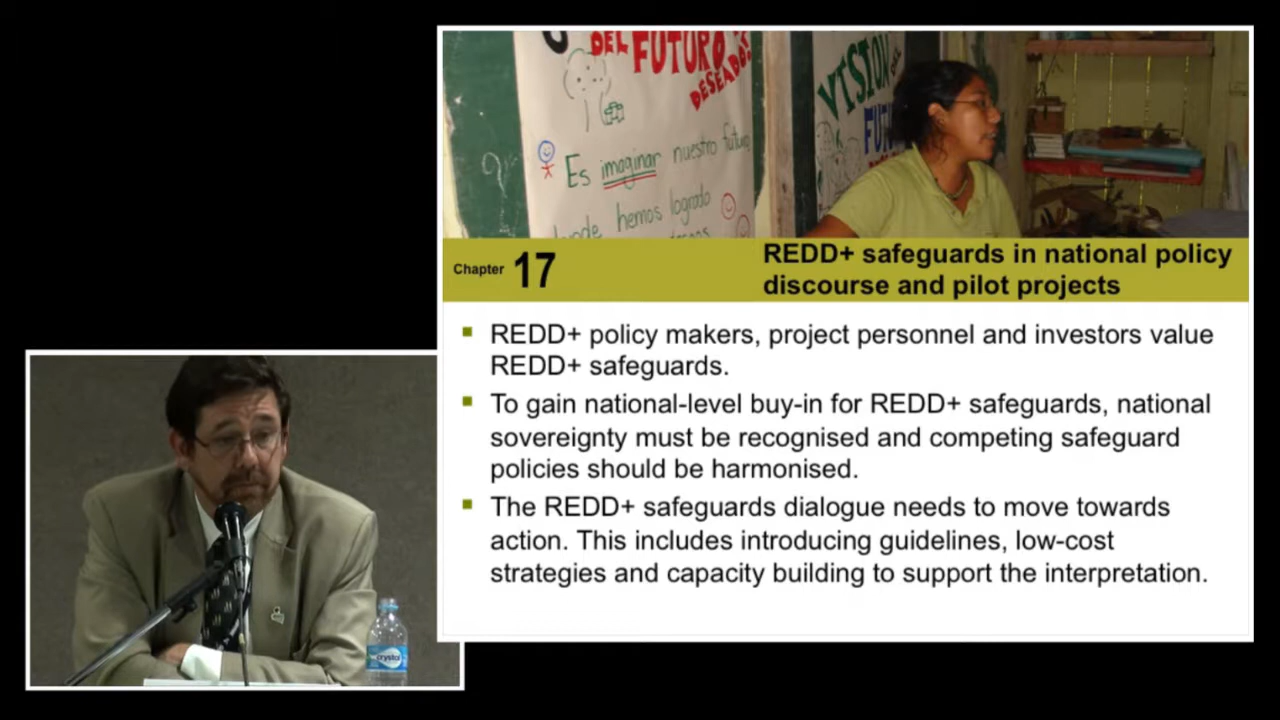 DEL FUTURO
DESEADO!
Es imaginar nuestro futuro
hemos logrado
VISION
Chapter 17
REDD+ safeguards in national policy
discourse and pilot projects
REDD+ policy makers, project personnel and investors value
REDD+ safeguards.
To gain national-level buy-in for REDD+ safeguards, national
sovereignty must be recognised and competing safeguard
policies should be harmonised.
The REDD+ safeguards dialogue needs to move towards
action. This includes introducing guidelines, low-cost
strategies and capacity building to support the interpretation.
crystal